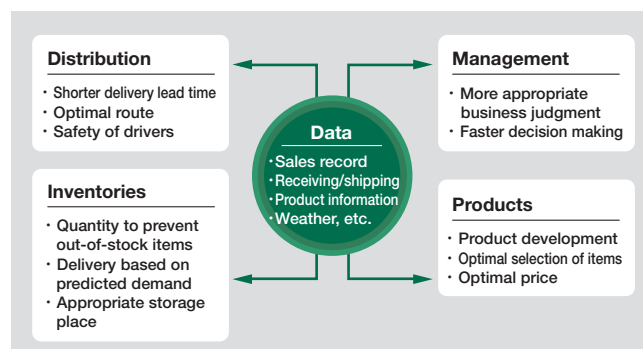 Distribution
・Shorter delivery lead time
・Optimal route
・Safety of drivers
Management
・More appropriate
business judgment
・Faster decision making
Data
・Sales record
・Receiving/shipping
・Product information
・Weather, etc.
Inventories
・Quantity to prevent
out-of-stock items
・Delivery based on
predicted demand
・Appropriate storage
place
Products
・Product development
・Optimal selection of items
・Optimal price